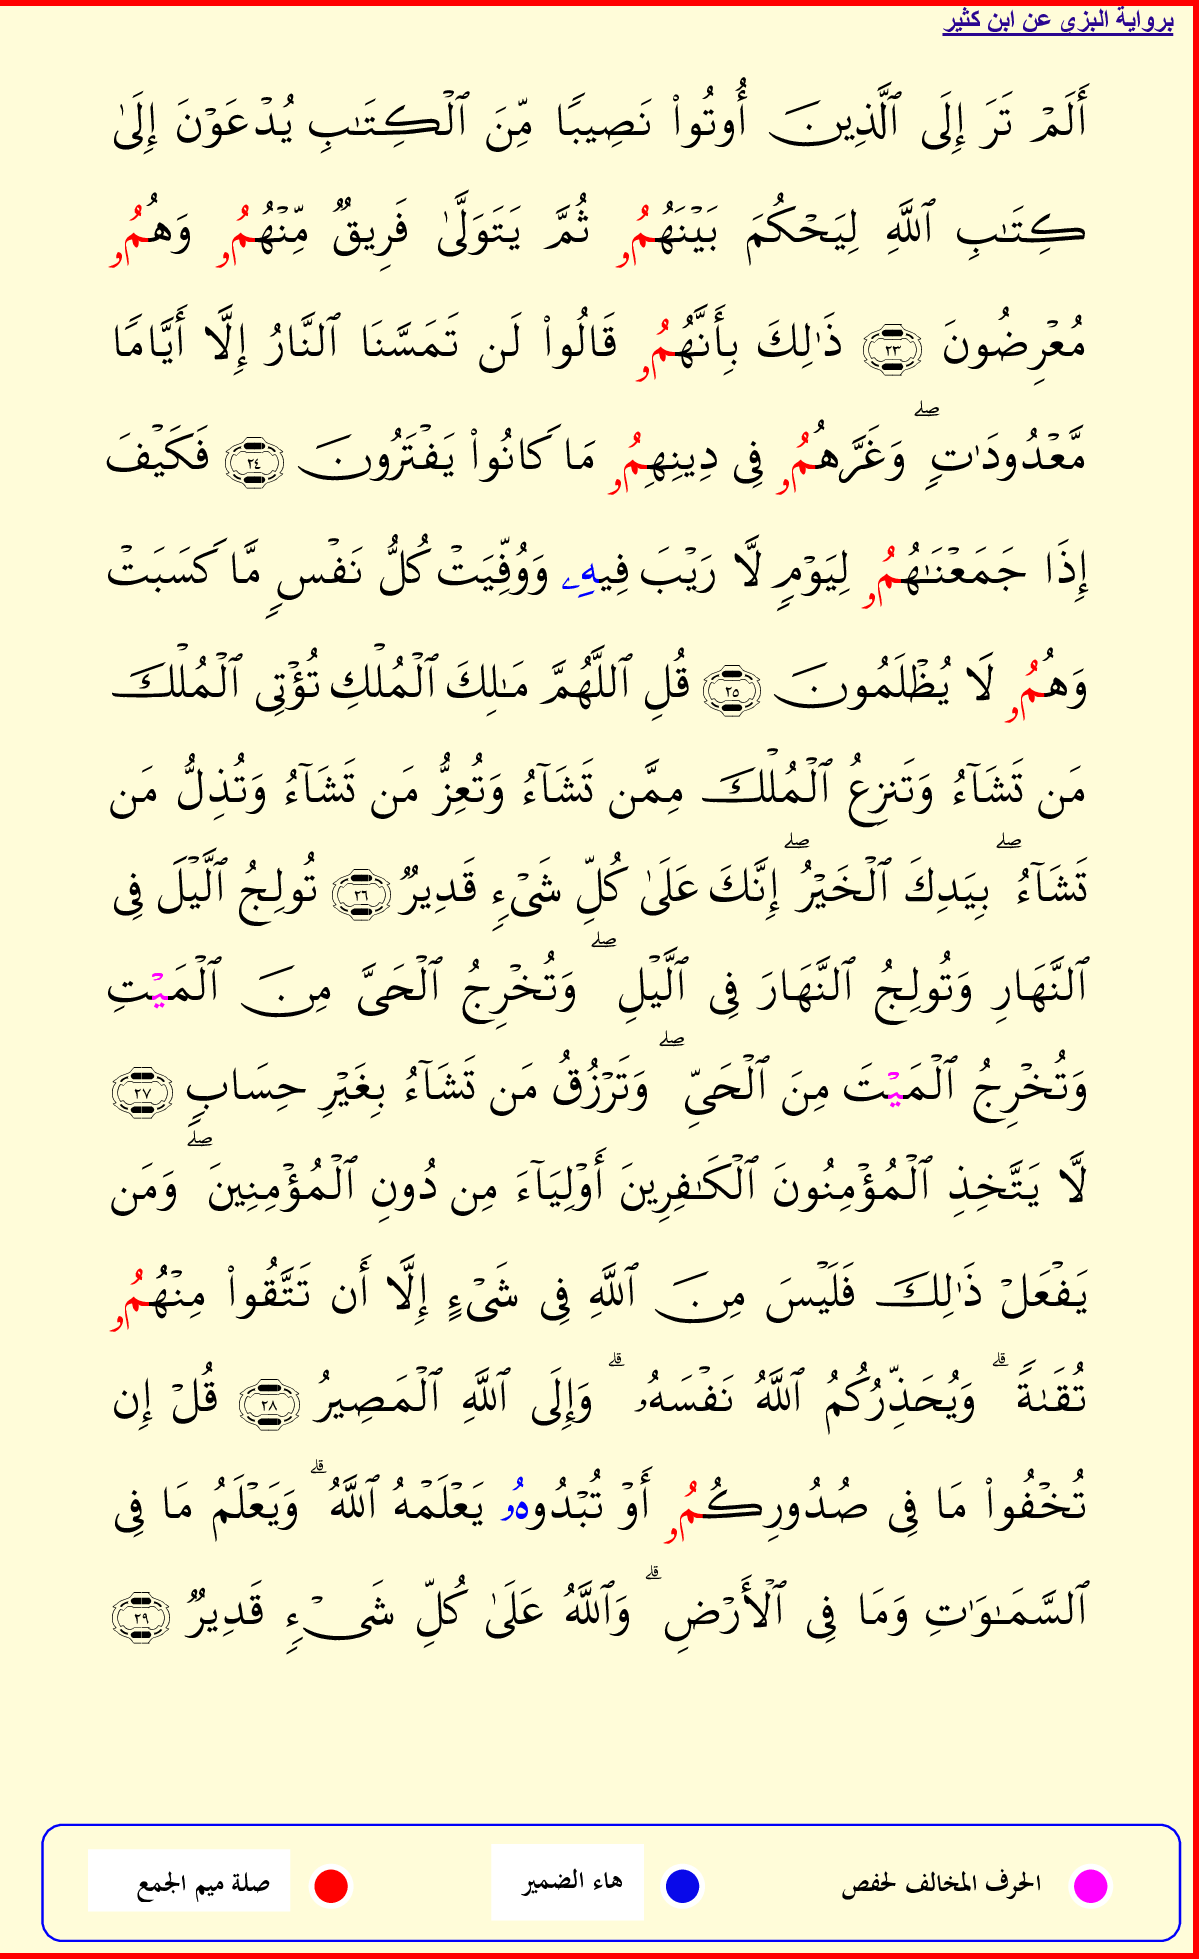 برواية البزي عن ابن كثير
أَلَمْ تَرَ إِلَى ٱلَّذِينَ أُوتُوا۟ نَصِيبًا مِّنَ ٱلْكِتَـٰبِ يُدْعَوْنَ إِلَىٰ
كِتَـٰبِ ٱللَّهِ لِيَحْكُمَ بَيْنَهُمُۥ ثُمَّ يَتَوَلَّىٰ فَرِيقٌ مِّنْهُمُۥ وَهُمُۥ
مُعْرِضُونَ ٢٣ ذَٰلِكَ بِأَنَّهُمُۥ قَالُوا۟ لَن تَمَسَّنَا ٱلنَّارُ إِلَّا أَيَّامًا
مَّعْدُودَٰتٍ ۖ وَغَرَّهُمُۥ فِى دِينِهِمُۥ مَا كَانُوا۟ يَفْتَرُونَ ٢٤ فَكَيْفَ
إِذَا جَمَعْنَـٰهُمُۥ لِيَوْمٍ لَّا رَيْبَ فِيهِۦ وَوُفِّيَتْ كُلُّ نَفْسٍ مَّا كَسَبَتْ
وَهُمُۥ لَا يُظْلَمُونَ ٢٥ قُلِ ٱللَّهُمَّ مَـٰلِكَ ٱلْمُلْكِ تُؤْتِى ٱلْمُلْكَ
مَن تَشَآءُ وَتَنزِعُ ٱلْمُلْكَ مِمَّن تَشَآءُ وَتُعِزُّ مَن تَشَآءُ وَتُذِلُّ مَن
تَشَآءُ ۖ بِيَدِكَ ٱلْخَيْرُ ۖ إِنَّكَ عَلَىٰ كُلِّ شَىْءٍ قَدِيرٌ ٢٦ تُولِجُ ٱلَّيْلَ فِى
ٱلنَّهَارِ وَتُولِجُ ٱلنَّهَارَ فِى ٱلَّيْلِ ۖ وَتُخْرِجُ ٱلْحَىَّ مِنَ ٱلْمَيْتِ
وَتُخْرِجُ ٱلْمَيْتَ مِنَ ٱلْحَىِّ ۖ وَتَرْزُقُ مَن تَشَآءُ بِغَيْرِ حِسَابٍ ٢٧
لَّا يَتَّخِذِ ٱلْمُؤْمِنُونَ ٱلْكَـٰفِرِينَ أَوْلِيَآءَ مِن دُونِ ٱلْمُؤْمِنِينَ ۖ وَمَن
يَفْعَلْ ذَٰلِكَ فَلَيْسَ مِنَ ٱللَّهِ فِى شَىْءٍ إِلَّا أَن تَتَّقُوا۟ مِنْهُمُۥ
تُقَـٰةً ۗ وَيُحَذِّرُكُمُ ٱللَّهُ نَفْسَهُۥ ۗ وَإِلَى ٱللَّهِ ٱلْمَصِيرُ ٢٨ قُلْ إِن
تُخْفُوا۟ مَا فِى صُدُورِكُمُۥ أَوْ تُبْدُوهُۥ يَعْلَمْهُ ٱللَّهُ ۗ وَيَعْلَمُ مَا فِى
ٱلسَّمَـٰوَٰتِ وَمَا فِى ٱلْأَرْضِ ۗ وَٱللَّهُ عَلَىٰ كُلِّ شَىْءٍ قَدِيرٌ ٢٩
الحرف المخالف لحفص هاء الضمير صلة ميم الجمع